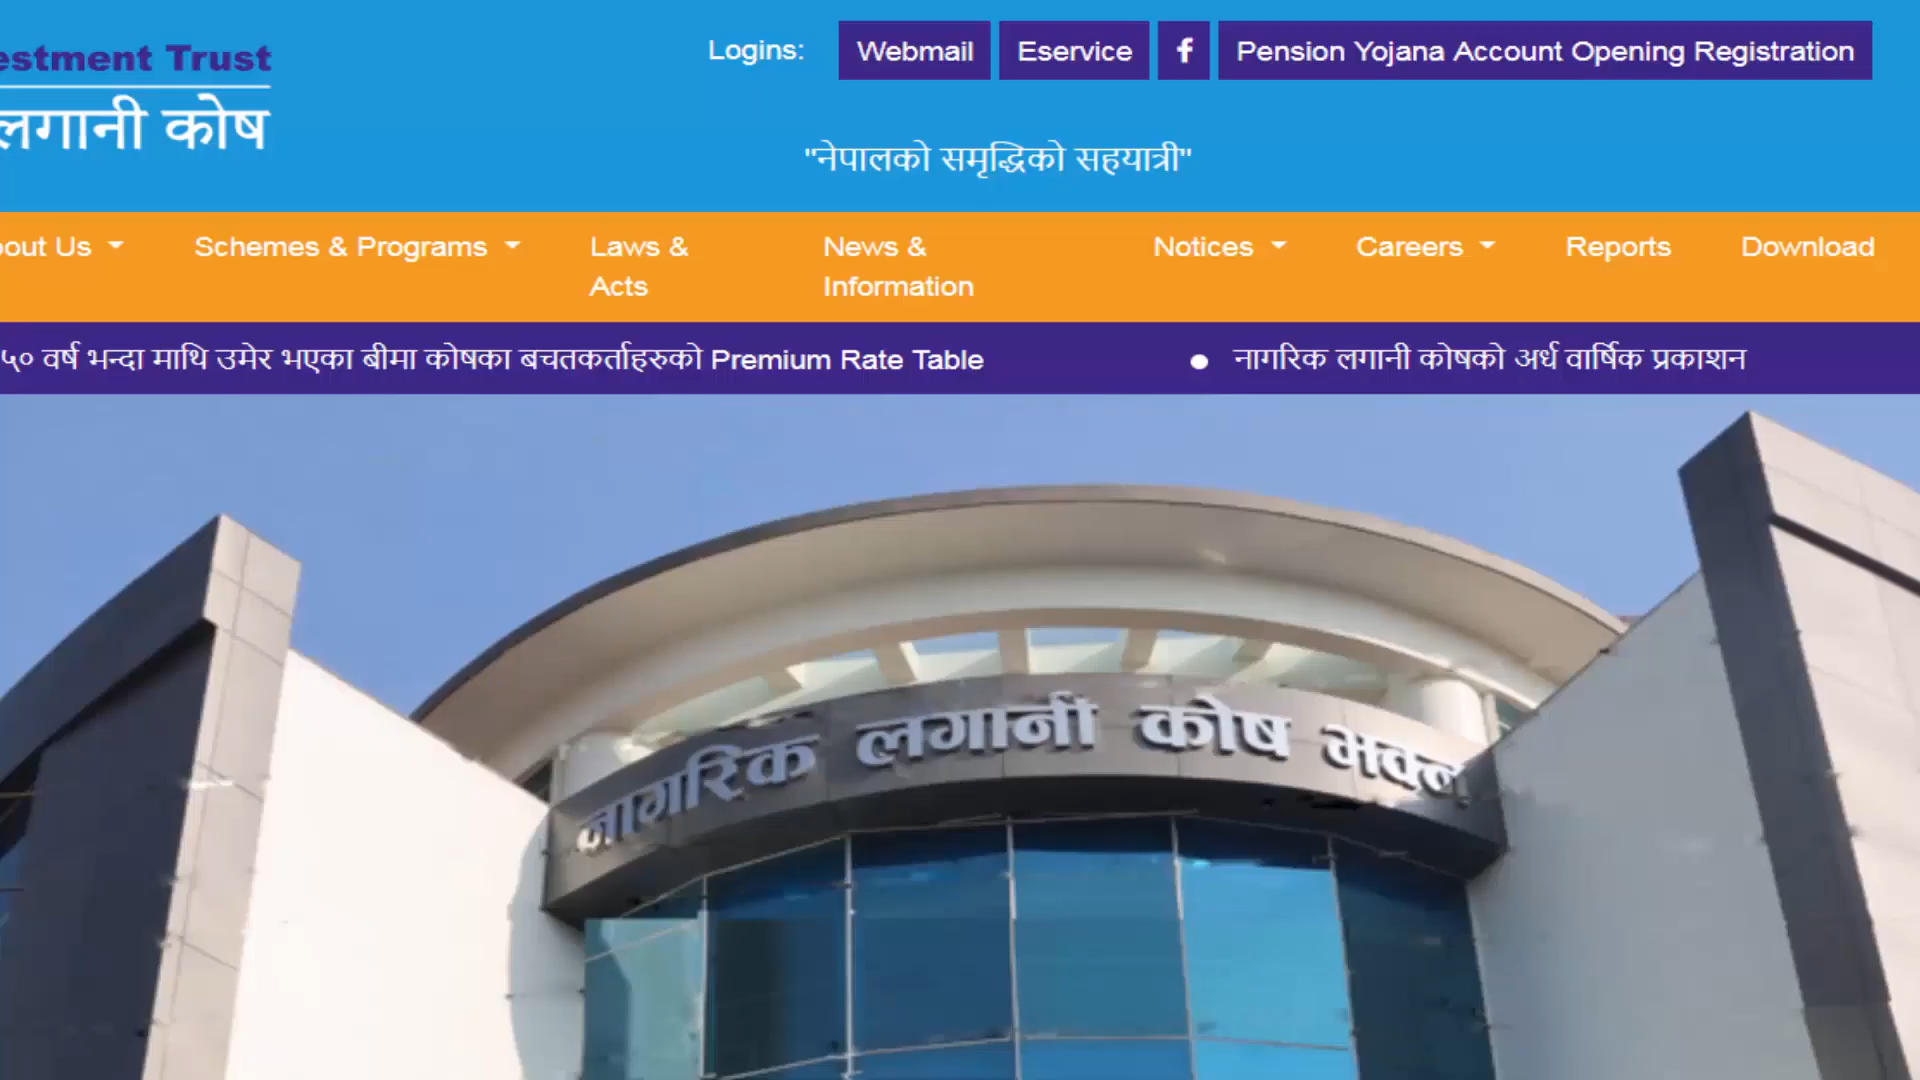 estment Trust
लगानी कोष
Logins: Webmail Eservice f Pension Yojana Account Opening Registration
"नेपालको समृद्धिको सहयात्री"
out Us Schemes & Programs Laws & Acts News & Information Notices Careers Reports Download
५० वर्ष भन्दा माथि उमेर भएका बीमा कोषका बचतकर्ताहरुको Premium Rate Table
नागरिक लगानी कोषको अर्ध वार्षिक प्रकाशन
नागरिक लगानी कोष भवन